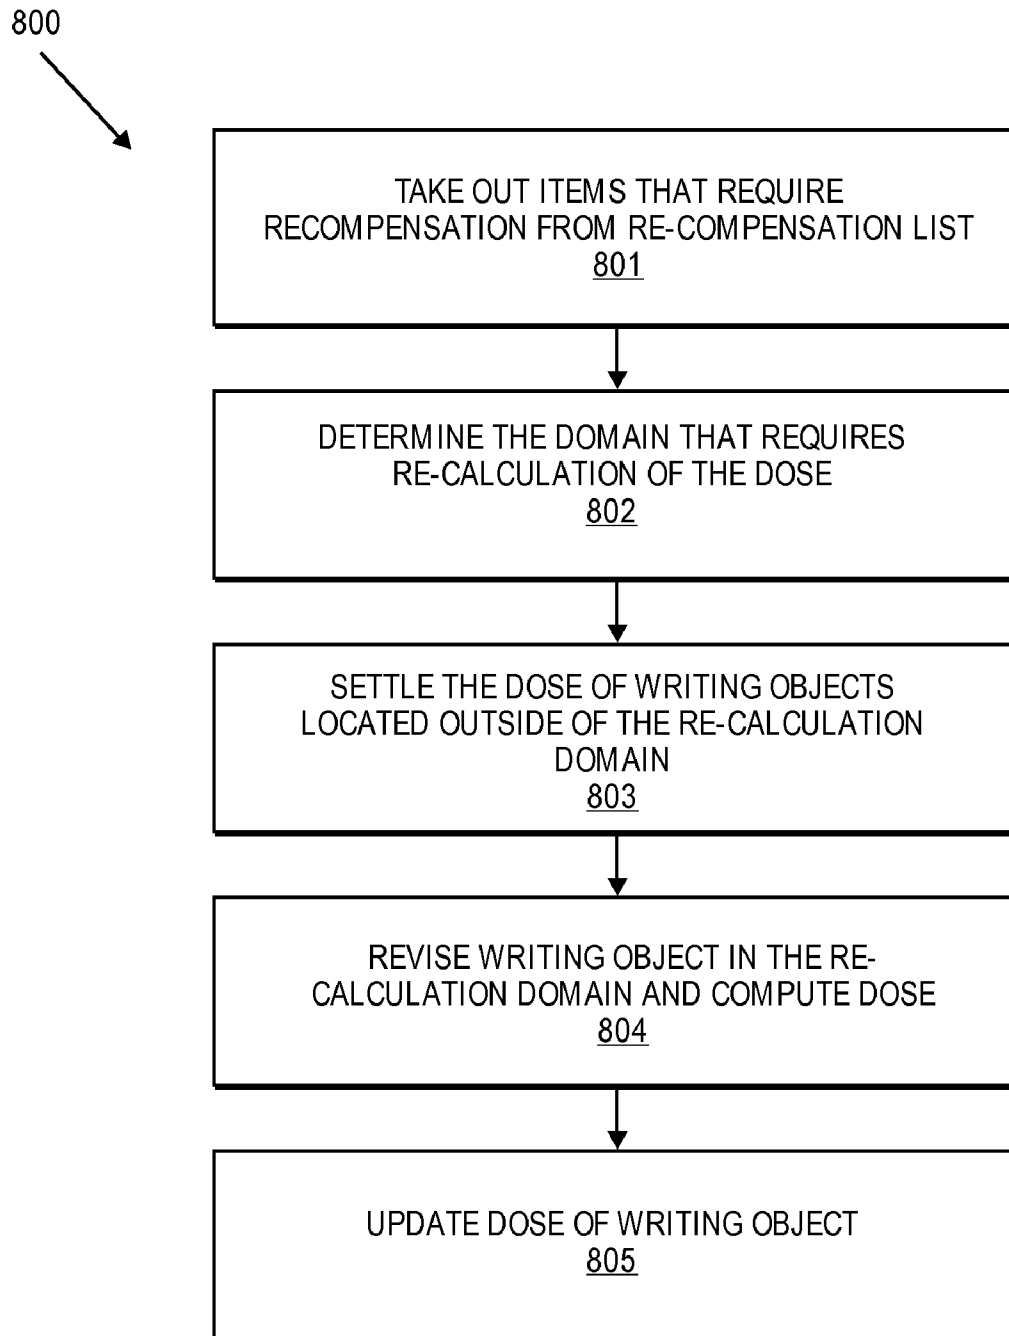 800
TAKE OUT ITEMS THAT REQUIRE
RECOMPENSATION FROM RE-COMPENSATION LIST
801
DETERMINE THE DOMAIN THAT REQUIRES
RE-CALCULATION OF THE DOSE
802
SETTLE THE DOSE OF WRITING OBJECTS
LOCATED OUTSIDE OF THE RE-CALCULATION
DOMAIN
803
REVISE WRITING OBJECT IN THE RE-
CALCULATION DOMAIN AND COMPUTE DOSE
804
UPDATE DOSE OF WRITING OBJECT
805